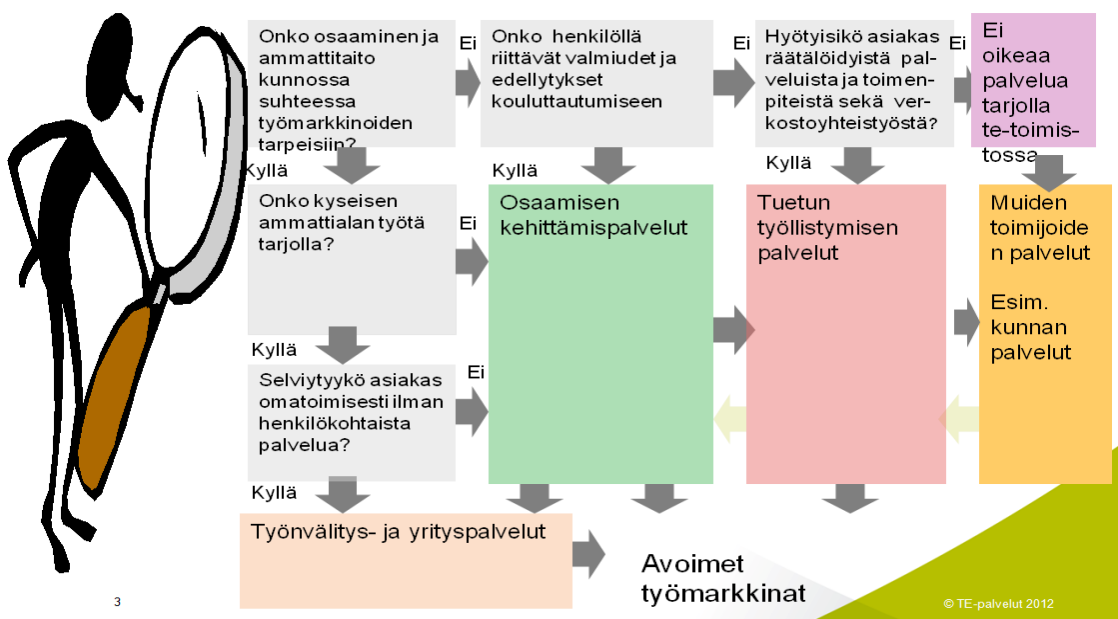 Onko osaaminen ja
ammattitaito
kunnossa
suhteessa
työmarkkinoiden
tarpeisiin?
Ei
Onko henkilöllä
riittävät valmiudet ja
edellytykset
kouluttautumiseen
Ei
Hyötyisikö asiakas
räätälöidyistä pal-
veluista ja toimen-
piteistä sekä ver-
kostoyhteistyöstä?
Ei
Ei
oikeaa
palvelua
tarjolla
te-toimis-
tossa
Kyllä
Kyllä
Kyllä
Onko kyseisen
ammattialan työtä
tarjolla?
Ei
Osaamisen
kehittämispalvelut
Tuetun
työllistymisen
palvelut
Muiden
toimijoide
n palvelut
Esim.
kunnan
palvelut
Kyllä
Selviytyykö asiakas
omatoimisesti ilman
henkilökohtaista
palvelua?
Ei
Kyllä
Työnvälitys- ja yrityspalvelut
Avoimet
työmarkkinat
3
© TE-palvelut 2012